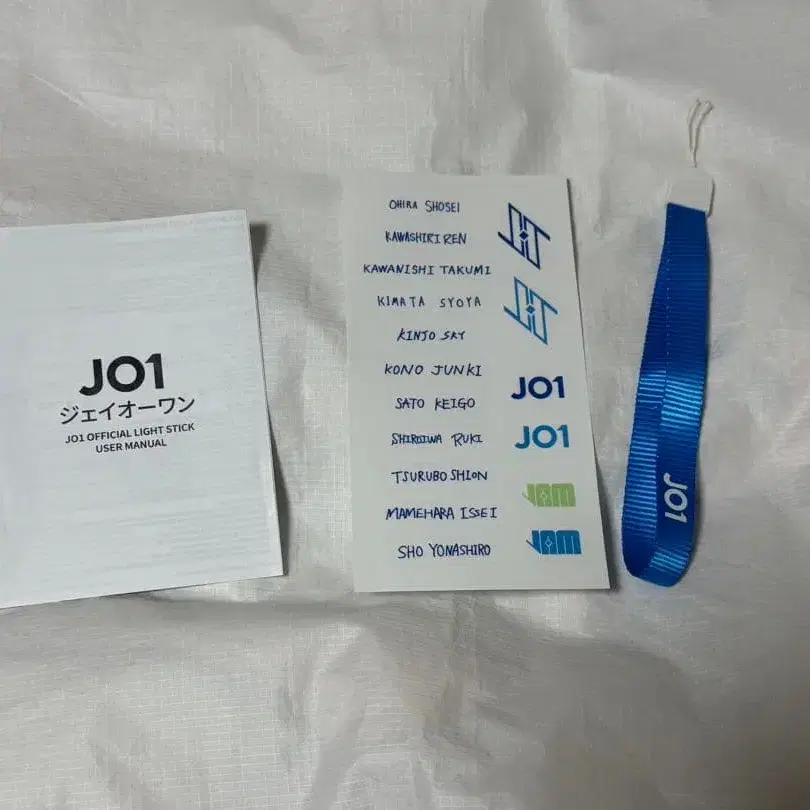 JO1
ジェイオーワン
JO1 OFFICIAL LIGHT STICK
USER MANUAL
OHIRA SHOSEI
KAWASHIRI REN
KAWANISHI TAKUMI
KIMATA SYOYA
KINJO SKY
KONO JUNKI
SATO KEIGO
SHIROIWA RUKI
TSURUBO SHION
MAMEHARA ISSEI
SHO YONASHIRO
JO1
JO1
JAM
JAM
JO1